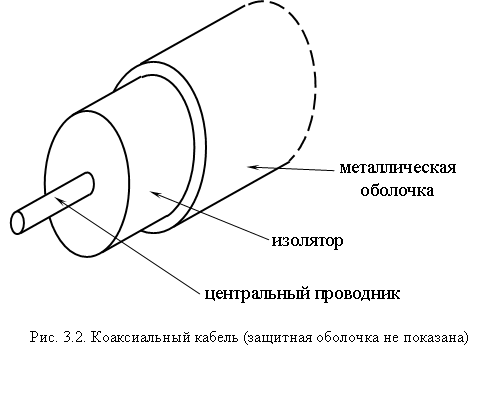 металлическая
оболочка
изолятор
центральный проводник
Рис. 3.2. Коаксиальный кабель (защитная оболочка не показана)